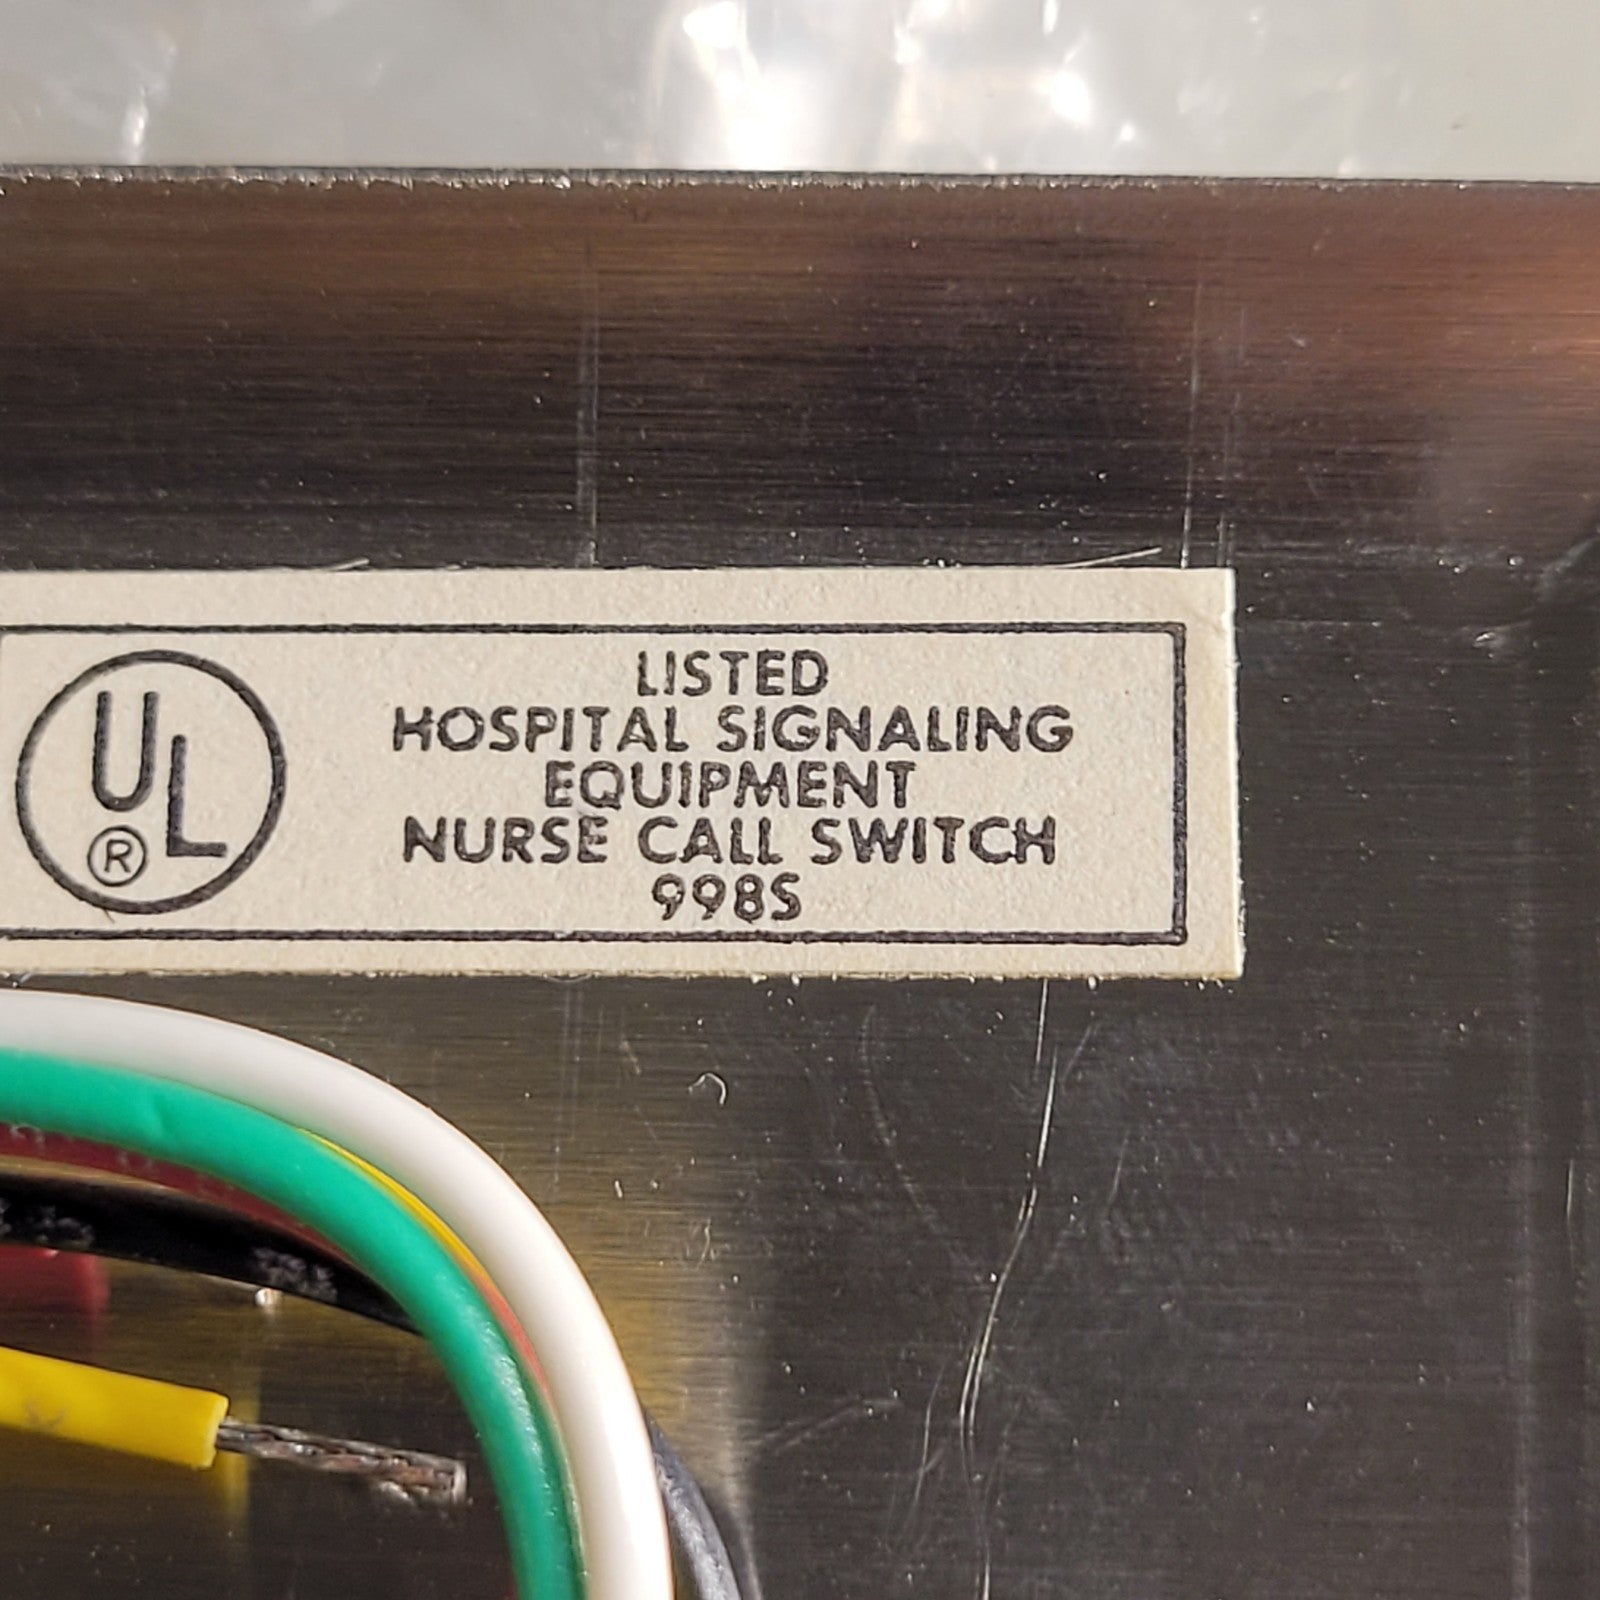 UL
®
LISTED
HOSPITAL SIGNALING
EQUIPMENT
NURSE CALL SWITCH
998S